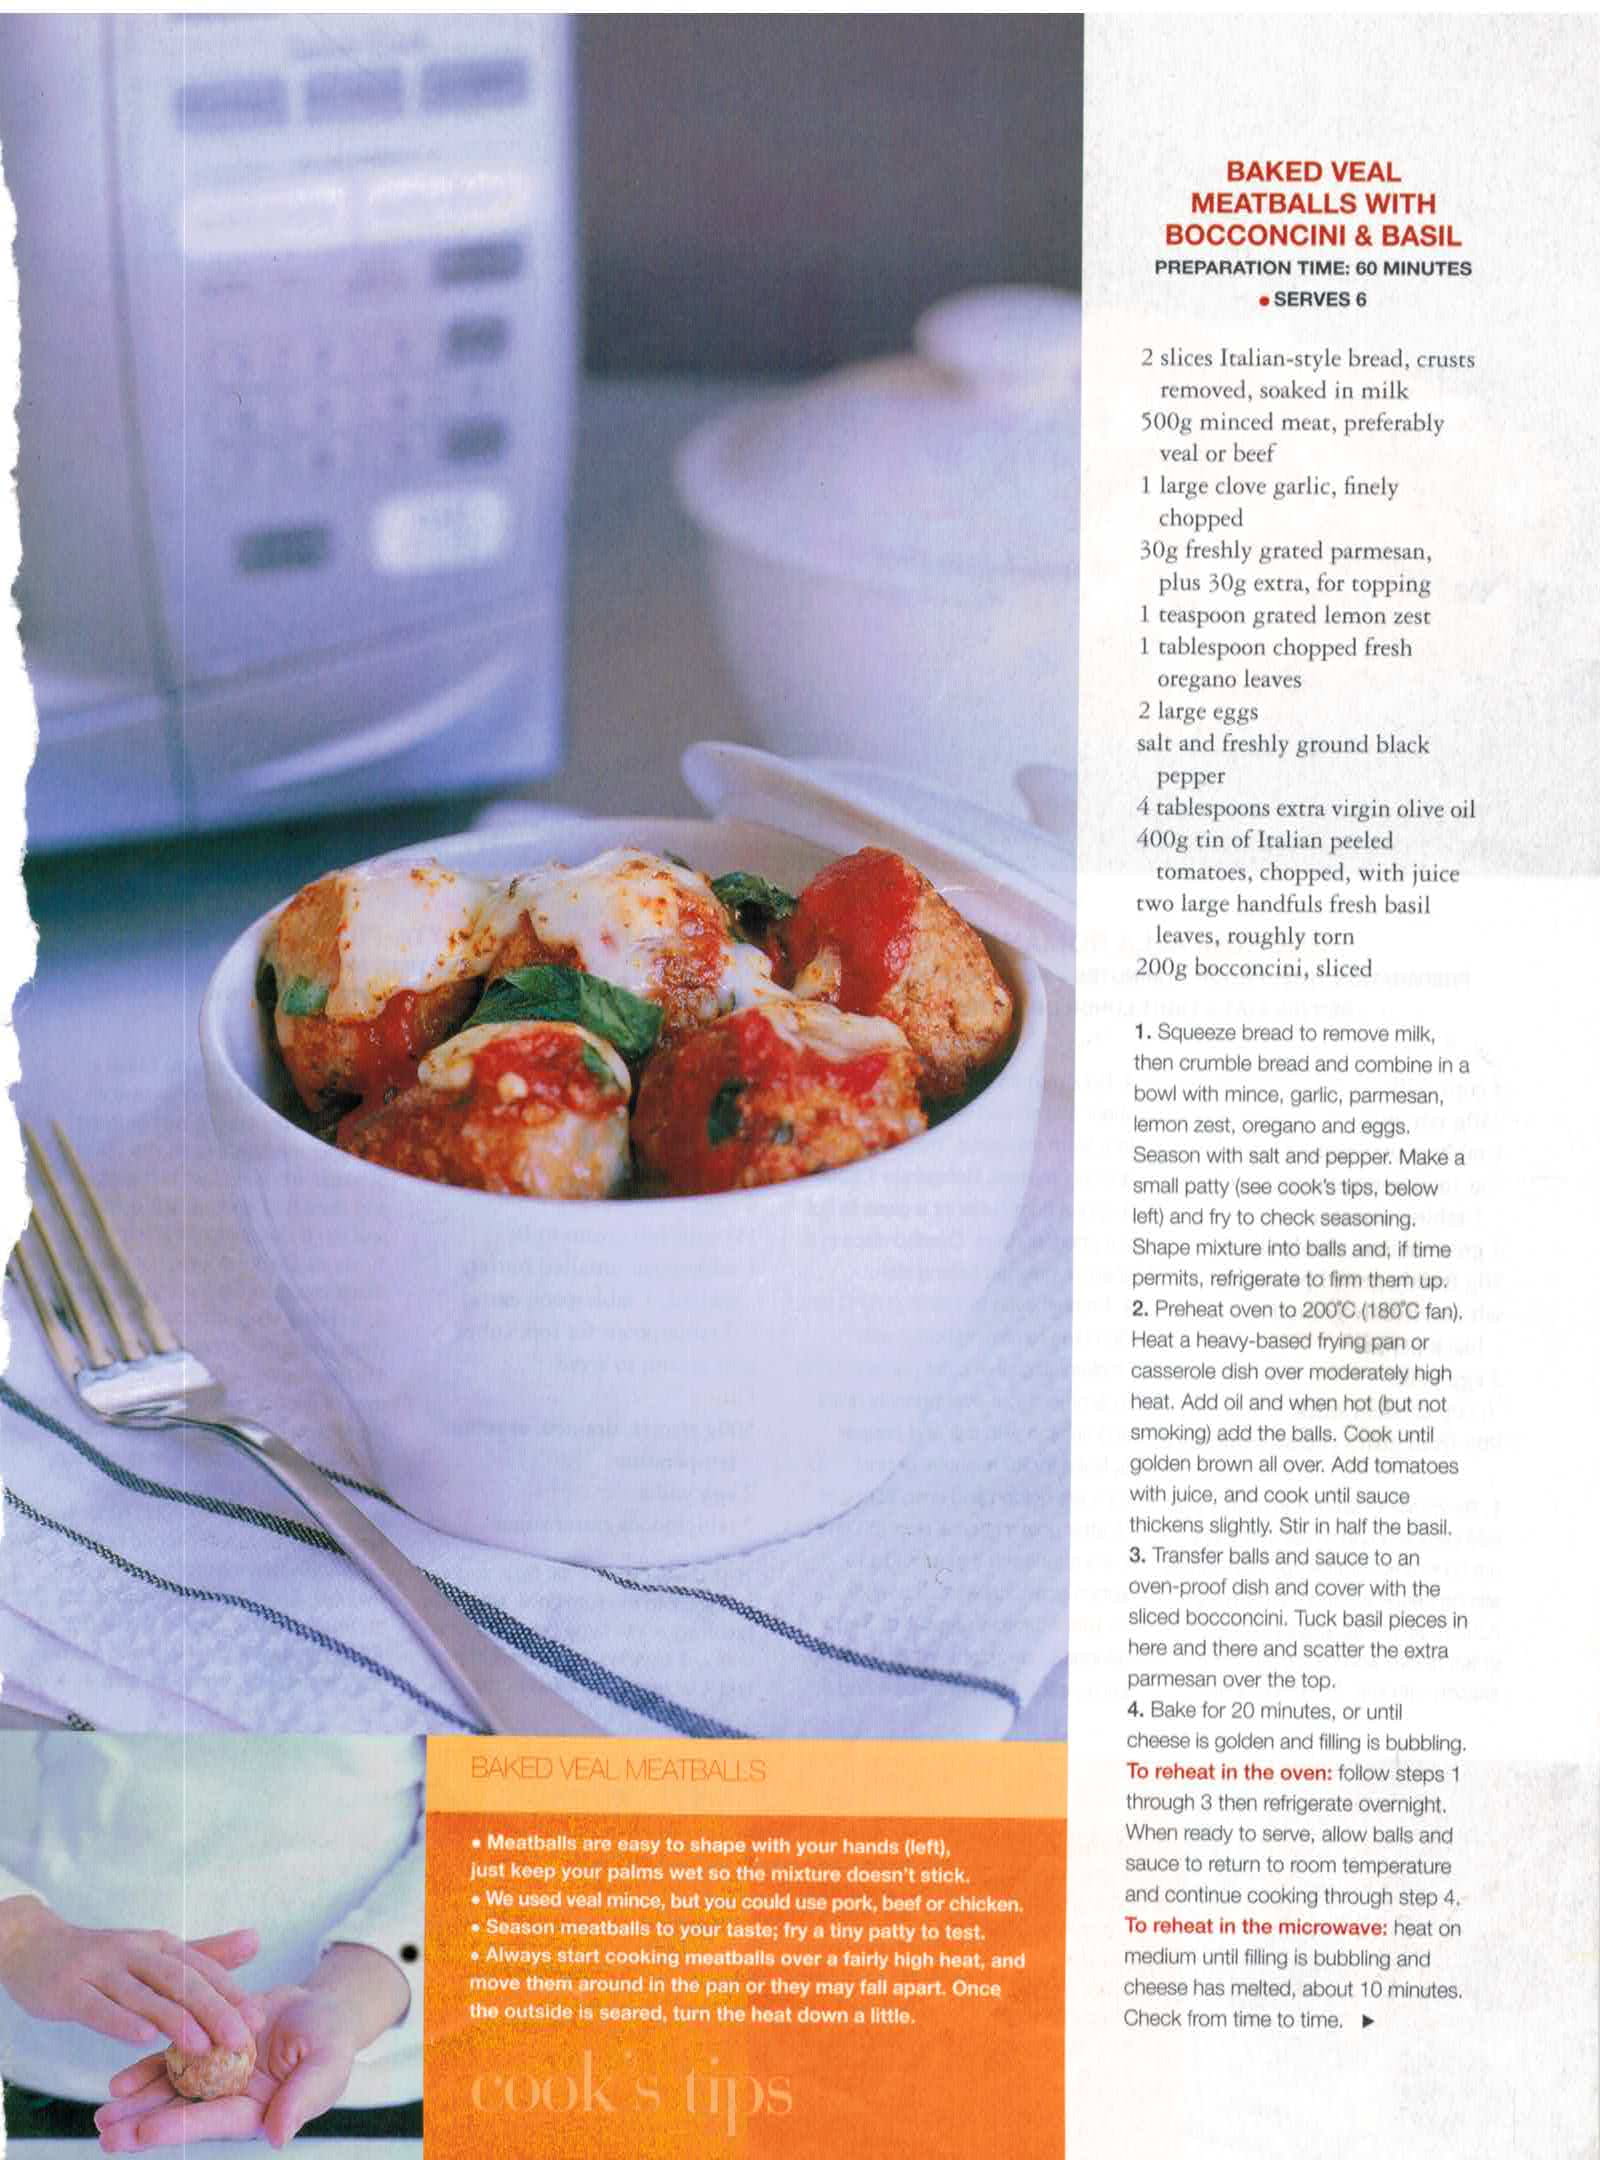 BAKED VEAL
MEATBALLS WITH
BOCCONCINI & BASIL
PREPARATION TIME: 60 MINUTES
• SERVES 6
2 slices Italian-style bread, crusts
removed, soaked in milk
500g minced meat, preferably
veal or beef
1 large clove garlic, finely
chopped
30g freshly grated parmesan,
plus 30g extra, for topping
1 teaspoon grated lemon zest
1 tablespoon chopped fresh
oregano leaves
2 large eggs
salt and freshly ground black
pepper
4 tablespoons extra virgin olive oil
400g tin of Italian peeled
tomatoes, chopped, with juice
two large handfuls fresh basil
leaves, roughly torn
200g bocconcini, sliced
1. Squeeze bread to remove milk,
then crumble bread and combine in a
bowl with mince, garlic, parmesan,
lemon zest, oregano and eggs.
Season with salt and pepper. Make a
small patty (see cook's tips, below
left) and fry to check seasoning.
Shape mixture into balls and, if time
permits, refrigerate to firm them up.
2. Preheat oven to 200°C (180°C fan).
Heat a heavy-based frying pan or
casserole dish over moderately high
heat. Add oil and when hot (but not
smoking) add the balls. Cook until
golden brown all over. Add tomatoes
with juice, and cook until sauce
thickens slightly. Stir in half the basil.
3. Transfer balls and sauce to an
oven-proof dish and cover with the
sliced bocconcini. Tuck basil pieces in
here and there and scatter the extra
parmesan over the top.
4. Bake for 20 minutes, or until
cheese is golden and filling is bubbling.
To reheat in the oven: follow steps 1
through 3 then refrigerate overnight.
When ready to serve, allow balls and
sauce to return to room temperature
and continue cooking through step 4.
To reheat in the microwave: heat on
medium until filling is bubbling and
cheese has melted, about 10 minutes.
Check from time to time. ▶
BAKED VEAL MEATBALLS
• Meatballs are easy to shape with your hands (left),
just keep your palms wet so the mixture doesn't stick.
• We used veal mince, but you could use pork, beef or chicken.
• Season meatballs to your taste; fry a tiny patty to test.
• Always start cooking meatballs over a fairly high heat, and
move them around in the pan or they may fall apart. Once
the outside is seared, turn the heat down a little.
cook's tips